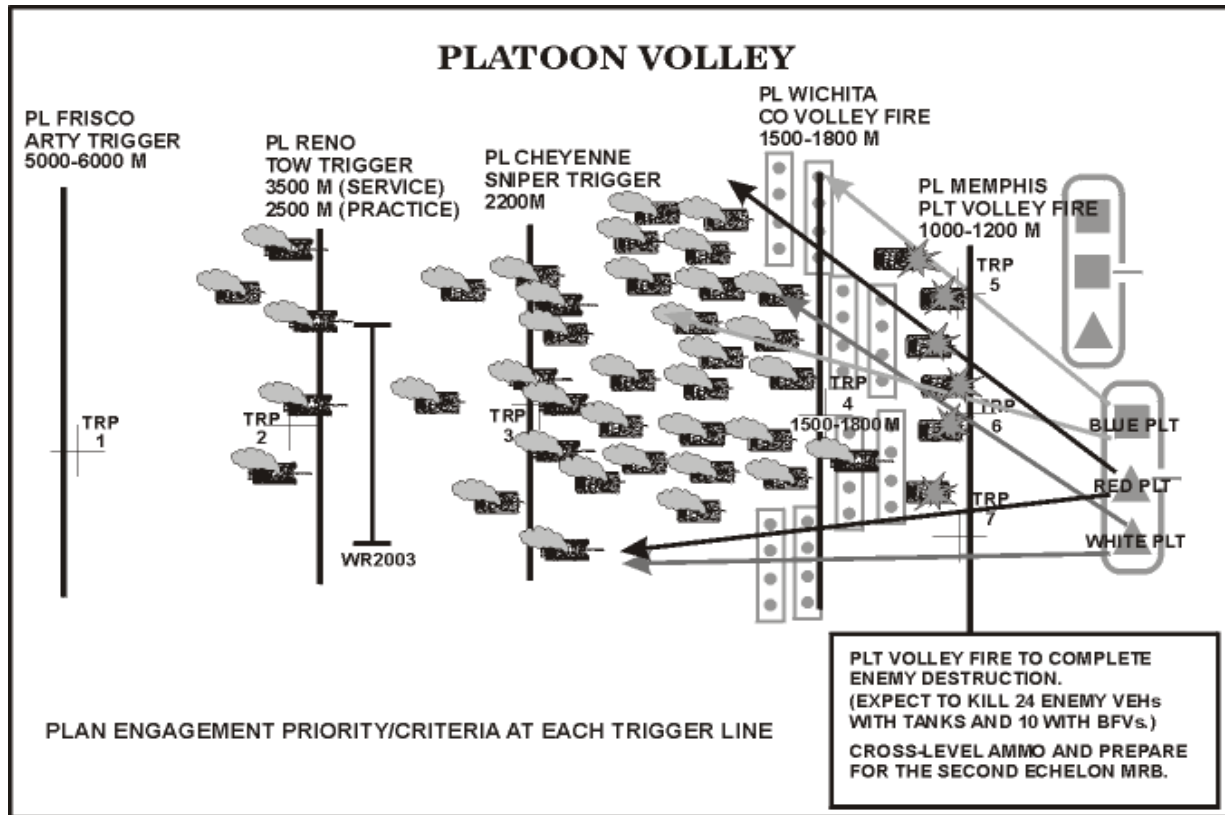 PLATOON VOLLEY
PL FRISCO
ARTY TRIGGER
5000-6000 M
PL RENO
TOW TRIGGER
3500 M (SERVICE)
2500 M (PRACTICE)
PL CHEYENNE
SNIPER TRIGGER
2200M
PL WICHITA
CO VOLLEY FIRE
1500-1800 M
PL MEMPHIS
PLT VOLLEY FIRE
1000-1200 M
TRP
1
TRP
2
TRP
3
TRP
4
1500-1800M
TRP
5
TRP
6
TRP
7
WR2003
BLUE PLT
RED PLT
WHITE PLT
PLT VOLLEY FIRE TO COMPLETE
ENEMY DESTRUCTION.
(EXPECT TO KILL 24 ENEMY VEHs
WITH TANKS AND 10 WITH BFVs.)
CROSS-LEVEL AMMO AND PREPARE
FOR THE SECOND ECHELON MRB.
PLAN ENGAGEMENT PRIORITY/CRITERIA AT EACH TRIGGER LINE